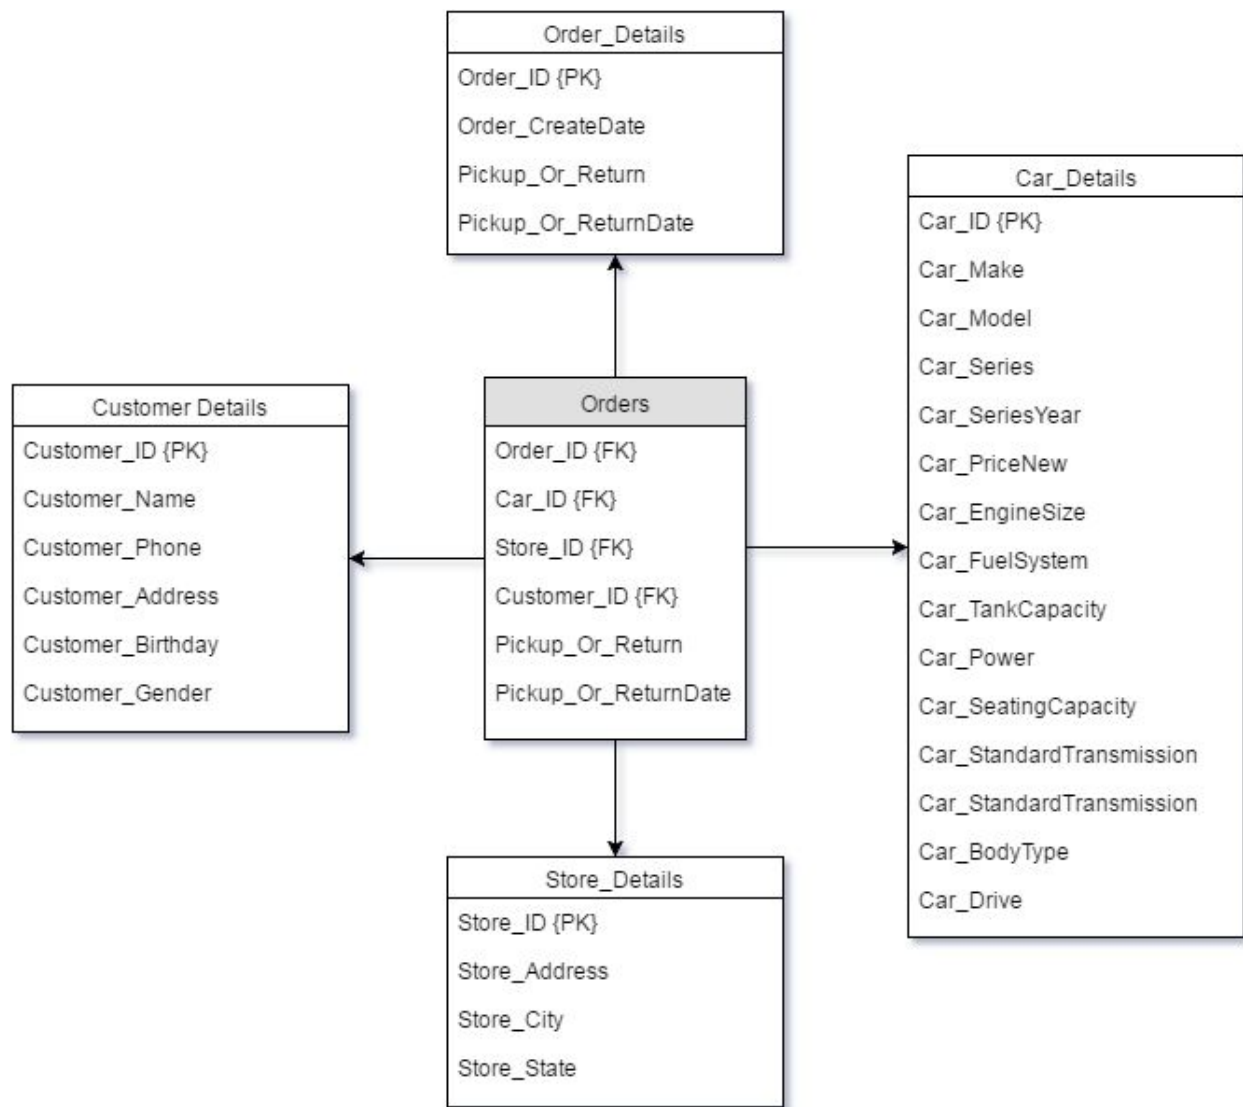 Order_Details
Order_ID {PK}
Order_CreateDate
Pickup_Or_Return
Pickup_Or_ReturnDate
Customer Details
Customer_ID {PK}
Customer_Name
Customer_Phone
Customer_Address
Customer_Birthday
Customer_Gender
Orders
Order_ID {FK}
Car_ID {FK}
Store_ID {FK}
Customer_ID {FK}
Pickup_Or_Return
Pickup_Or_ReturnDate
Car_Details
Car_ID {PK}
Car_Make
Car_Model
Car_Series
Car_SeriesYear
Car_PriceNew
Car_EngineSize
Car_FuelSystem
Car_TankCapacity
Car_Power
Car_SeatingCapacity
Car_StandardTransmission
Car_StandardTransmission
Car_BodyType
Car_Drive
Store_Details
Store_ID {PK}
Store_Address
Store_City
Store_State